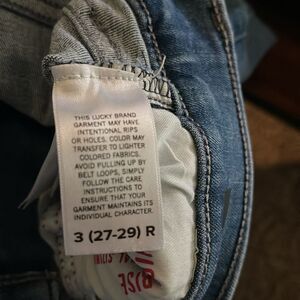 THIS LUCKY BRAND
GARMENT MAY HAVE
INTENTIONAL RIPS
OR HOLES. COLOR MAY
TRANSFER TO LIGHTER
COLORED FABRICS.
AVOID PULLING UP BY
BELT LOOPS, SIMPLY
FOLLOW THE CARE
INSTRUCTIONS TO
ENSURE THAT YOUR
GARMENT MAINTAINS ITS
INDIVIDUAL CHARACTER.
3 (27-29) R